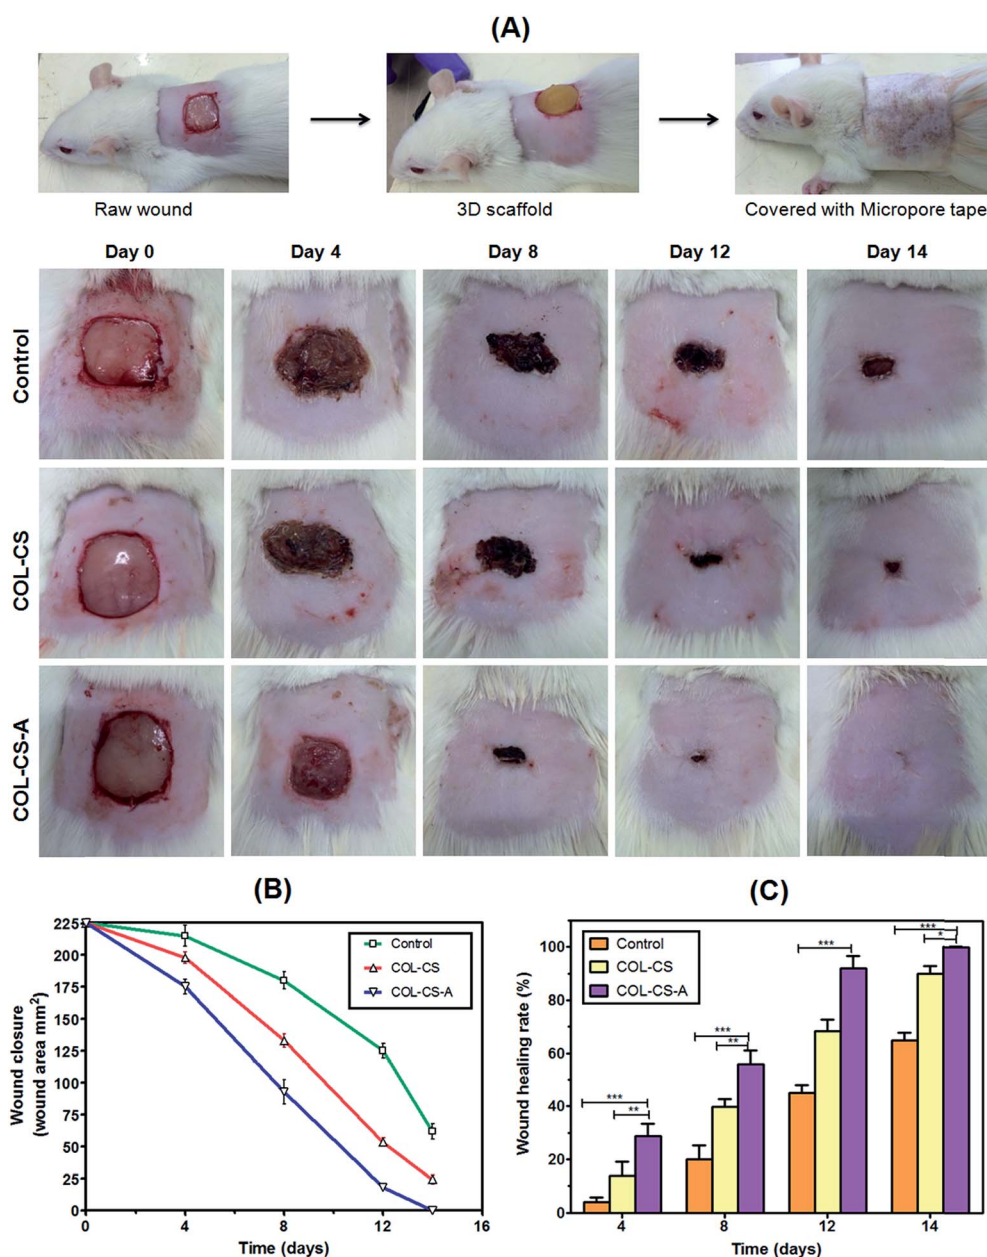 (A)
Raw wound
3D scaffold
Covered with Micropore tape
Day 0
Day 4
Day 8
Day 12
Day 14
Control
COL-CS
COL-CS-A
(B)
225
200
175
150
125
100
75
50
25
0
0
4
8
12
16
Wound closure
(wound area mm²)
Time (days)
Control
COL-CS
COL-CS-A
(C)
100
80
60
40
20
0
4
8
12
14
Wound healing rate (%)
Time (days)
Control
COL-CS
COL-CS-A
***
**
***
**
***
***
*